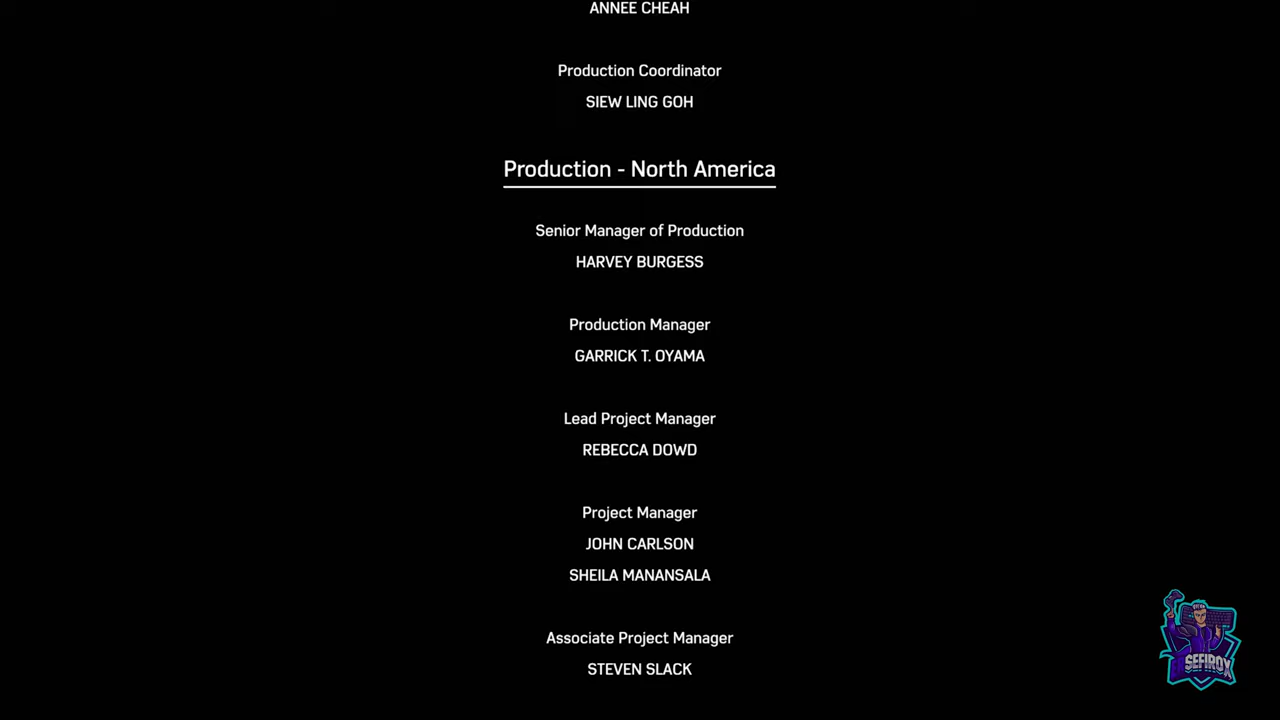 ANNEE CHEAH
Production Coordinator
SIEW LING GOH
Production - North America
Senior Manager of Production
HARVEY BURGESS
Production Manager
GARRICK T. OYAMA
Lead Project Manager
REBECCA DOWD
Project Manager
JOHN CARLSON
SHEILA MANANSALA
Associate Project Manager
STEVEN SLACK
SEFIROX